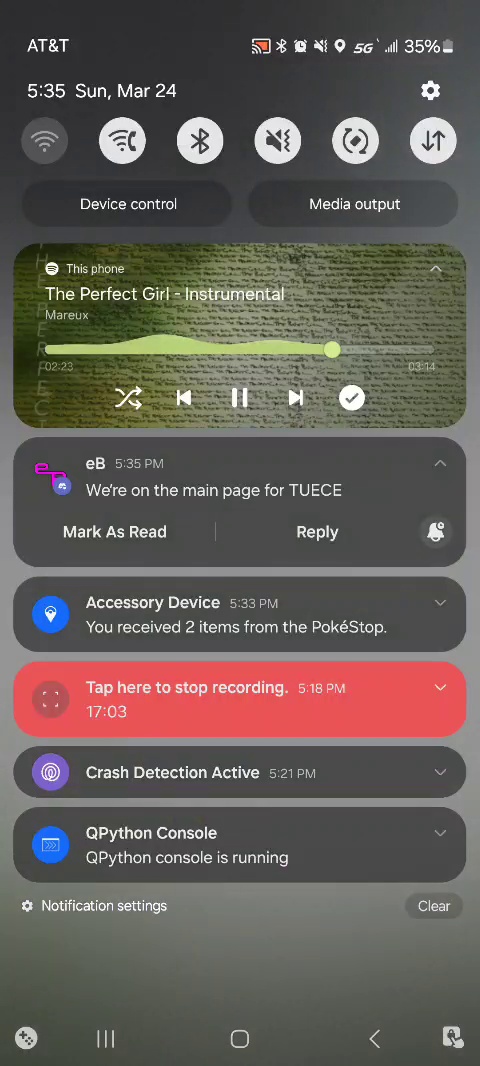 AT&T
5G
35%
5:35 Sun, Mar 24
Device control
Media output
This phone
The Perfect Girl - Instrumental
Mareux
02:23
03:14
eB 5:35 PM
We're on the main page for TUECE
Mark As Read
Reply
Accessory Device 5:33 PM
You received 2 items from the PokéStop.
Tap here to stop recording. 5:18 PM
17:03
Crash Detection Active 5:21 PM
QPython Console
QPython console is running
Notification settings
Clear